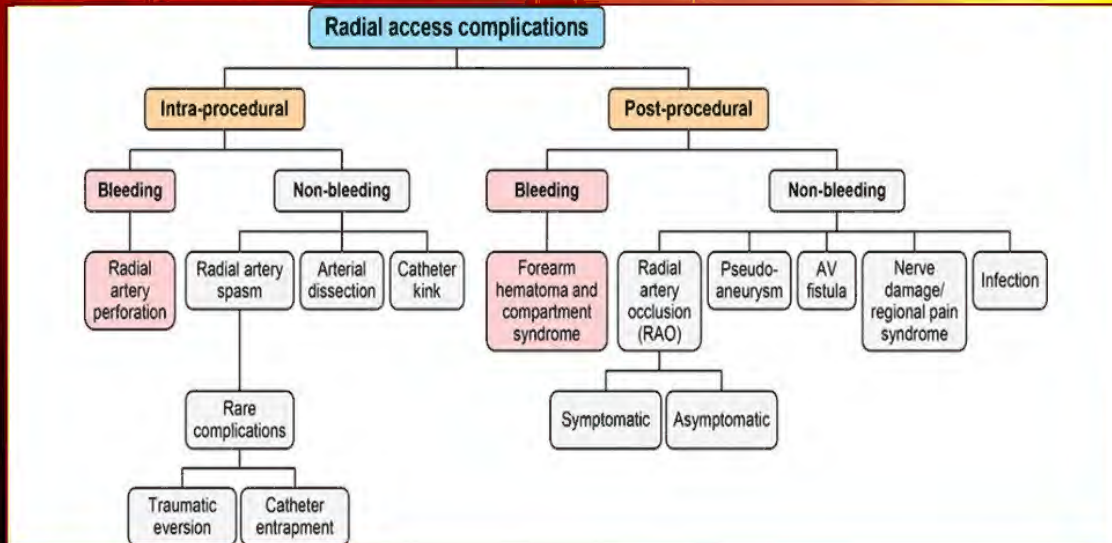 Radial access complications
Intra-procedural
Post-procedural
Bleeding
Non-bleeding
Bleeding
Non-bleeding
Radial
artery
perforation
Radial artery
spasm
Arterial
dissection
Catheter
kink
Forearm
hematoma and
compartment
syndrome
Radial
artery
occlusion
(RAO)
Pseudo-
aneurysm
AV
fistula
Nerve
damage/
regional pain
syndrome
Infection
Rare
complications
Symptomatic
Asymptomatic
Traumatic
eversion
Catheter
entrapment